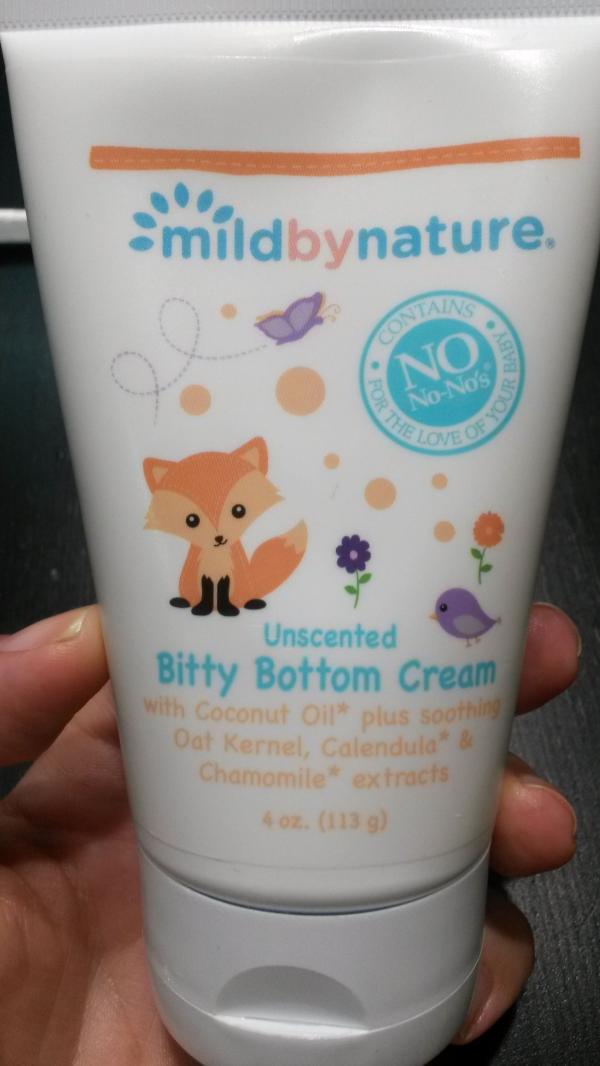 mildbynature®
CONTAINS
NO
No-No's®
FOR THE LOVE OF YOUR BABY
Unscented
Bitty Bottom Cream
with Coconut Oil* plus soothing
Oat Kernel, Calendula* &
Chamomile* extracts
4 oz. (113 g)